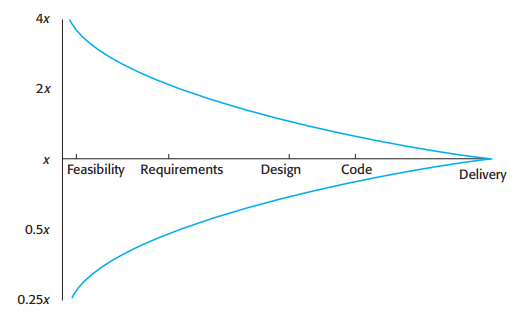 4x
2x
x
Feasibility Requirements Design Code Delivery
0.5x
0.25x